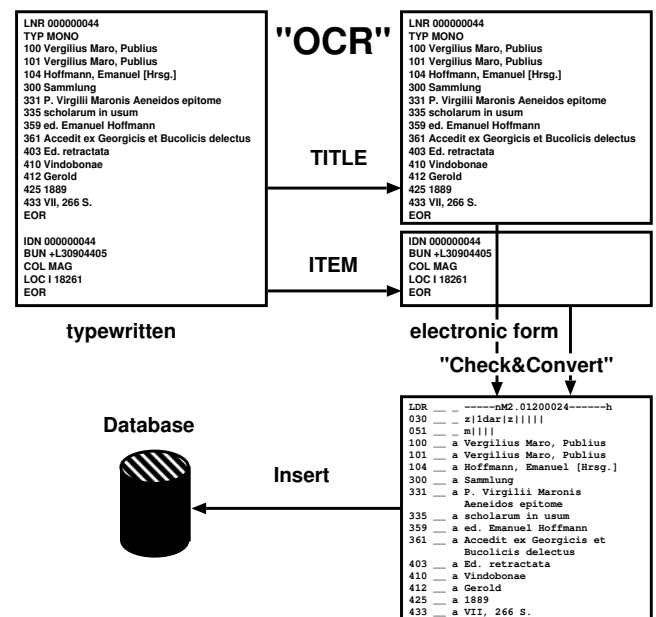 LNR 000000044
TYP MONO
100 Vergilius Maro, Publius
101 Vergilius Maro, Publius
104 Hoffmann, Emanuel [Hrsg.]
300 Sammlung
331 P. Virgilii Maronis Aeneidos epitome
335 scholarum in usum
359 ed. Emanuel Hoffmann
361 Accedit ex Georgicis et Bucolicis delectus
403 Ed. retractata
410 Vindobonae
412 Gerold
425 1889
433 VII, 266 S.
EOR
IDN 000000044
BUN +L30904405
COL MAG
LOC I 18261
EOR
typewritten
"OCR"
TITLE
ITEM
LNR 000000044
TYP MONO
100 Vergilius Maro, Publius
101 Vergilius Maro, Publius
104 Hoffmann, Emanuel [Hrsg.]
300 Sammlung
331 P. Virgilii Maronis Aeneidos epitome
335 scholarum in usum
359 ed. Emanuel Hoffmann
361 Accedit ex Georgicis et Bucolicis delectus
403 Ed. retractata
410 Vindobonae
412 Gerold
425 1889
433 VII, 266 S.
EOR
IDN 000000044
BUN +L30904405
COL MAG
LOC I 18261
EOR
electronic form
"Check&Convert"
LDR __ _ -----nM2.01200024------h
030 __ _ z|1dar|z|||||
051 __ _ m||||
100 __ a Vergilius Maro, Publius
101 __ a Vergilius Maro, Publius
104 __ a Hoffmann, Emanuel [Hrsg.]
300 __ a Sammlung
331 __ a P. Virgilii Maronis
Aeneidos epitome
335 __ a scholarum in usum
359 __ a ed. Emanuel Hoffmann
361 __ a Accedit ex Georgicis et
Bucolicis delectus
403 __ a Ed. retractata
410 __ a Vindobonae
412 __ a Gerold
425 __ a 1889
433 __ a VII, 266 S.
Insert
Database